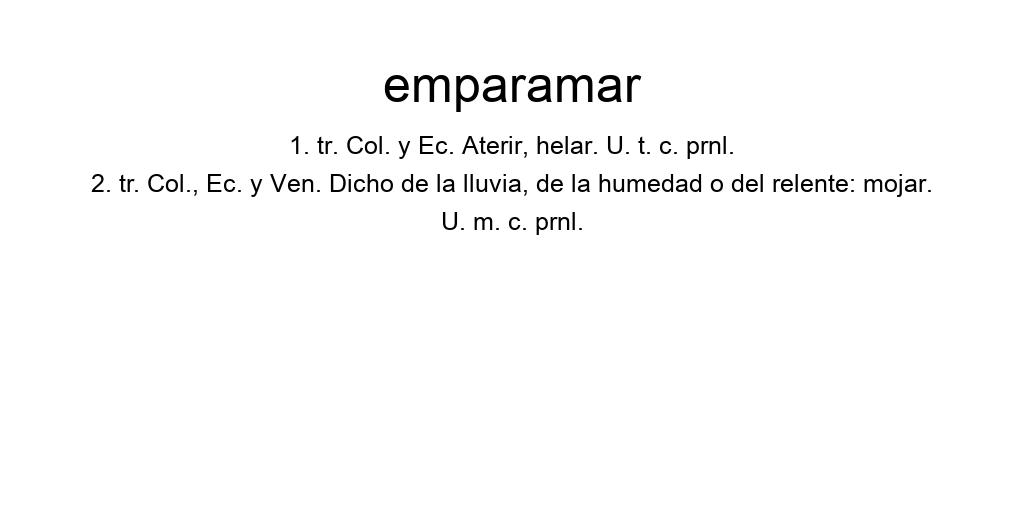 emparamar
1. tr. Col. y Ec. Aterir, helar. U. t. c. prnl.
2. tr. Col., Ec. y Ven. Dicho de la lluvia, de la humedad o del relente: mojar.
U. m. c. prnl.